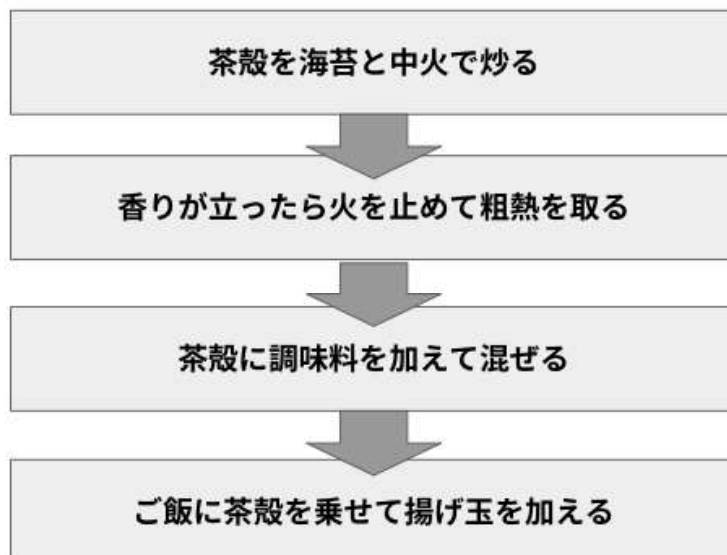 茶殻を海苔と中火で炒る
香りが立ったら火を止めて粗熱を取る
茶殻に調味料を加えて混ぜる
ご飯に茶殻を乗せて揚げ玉を加える